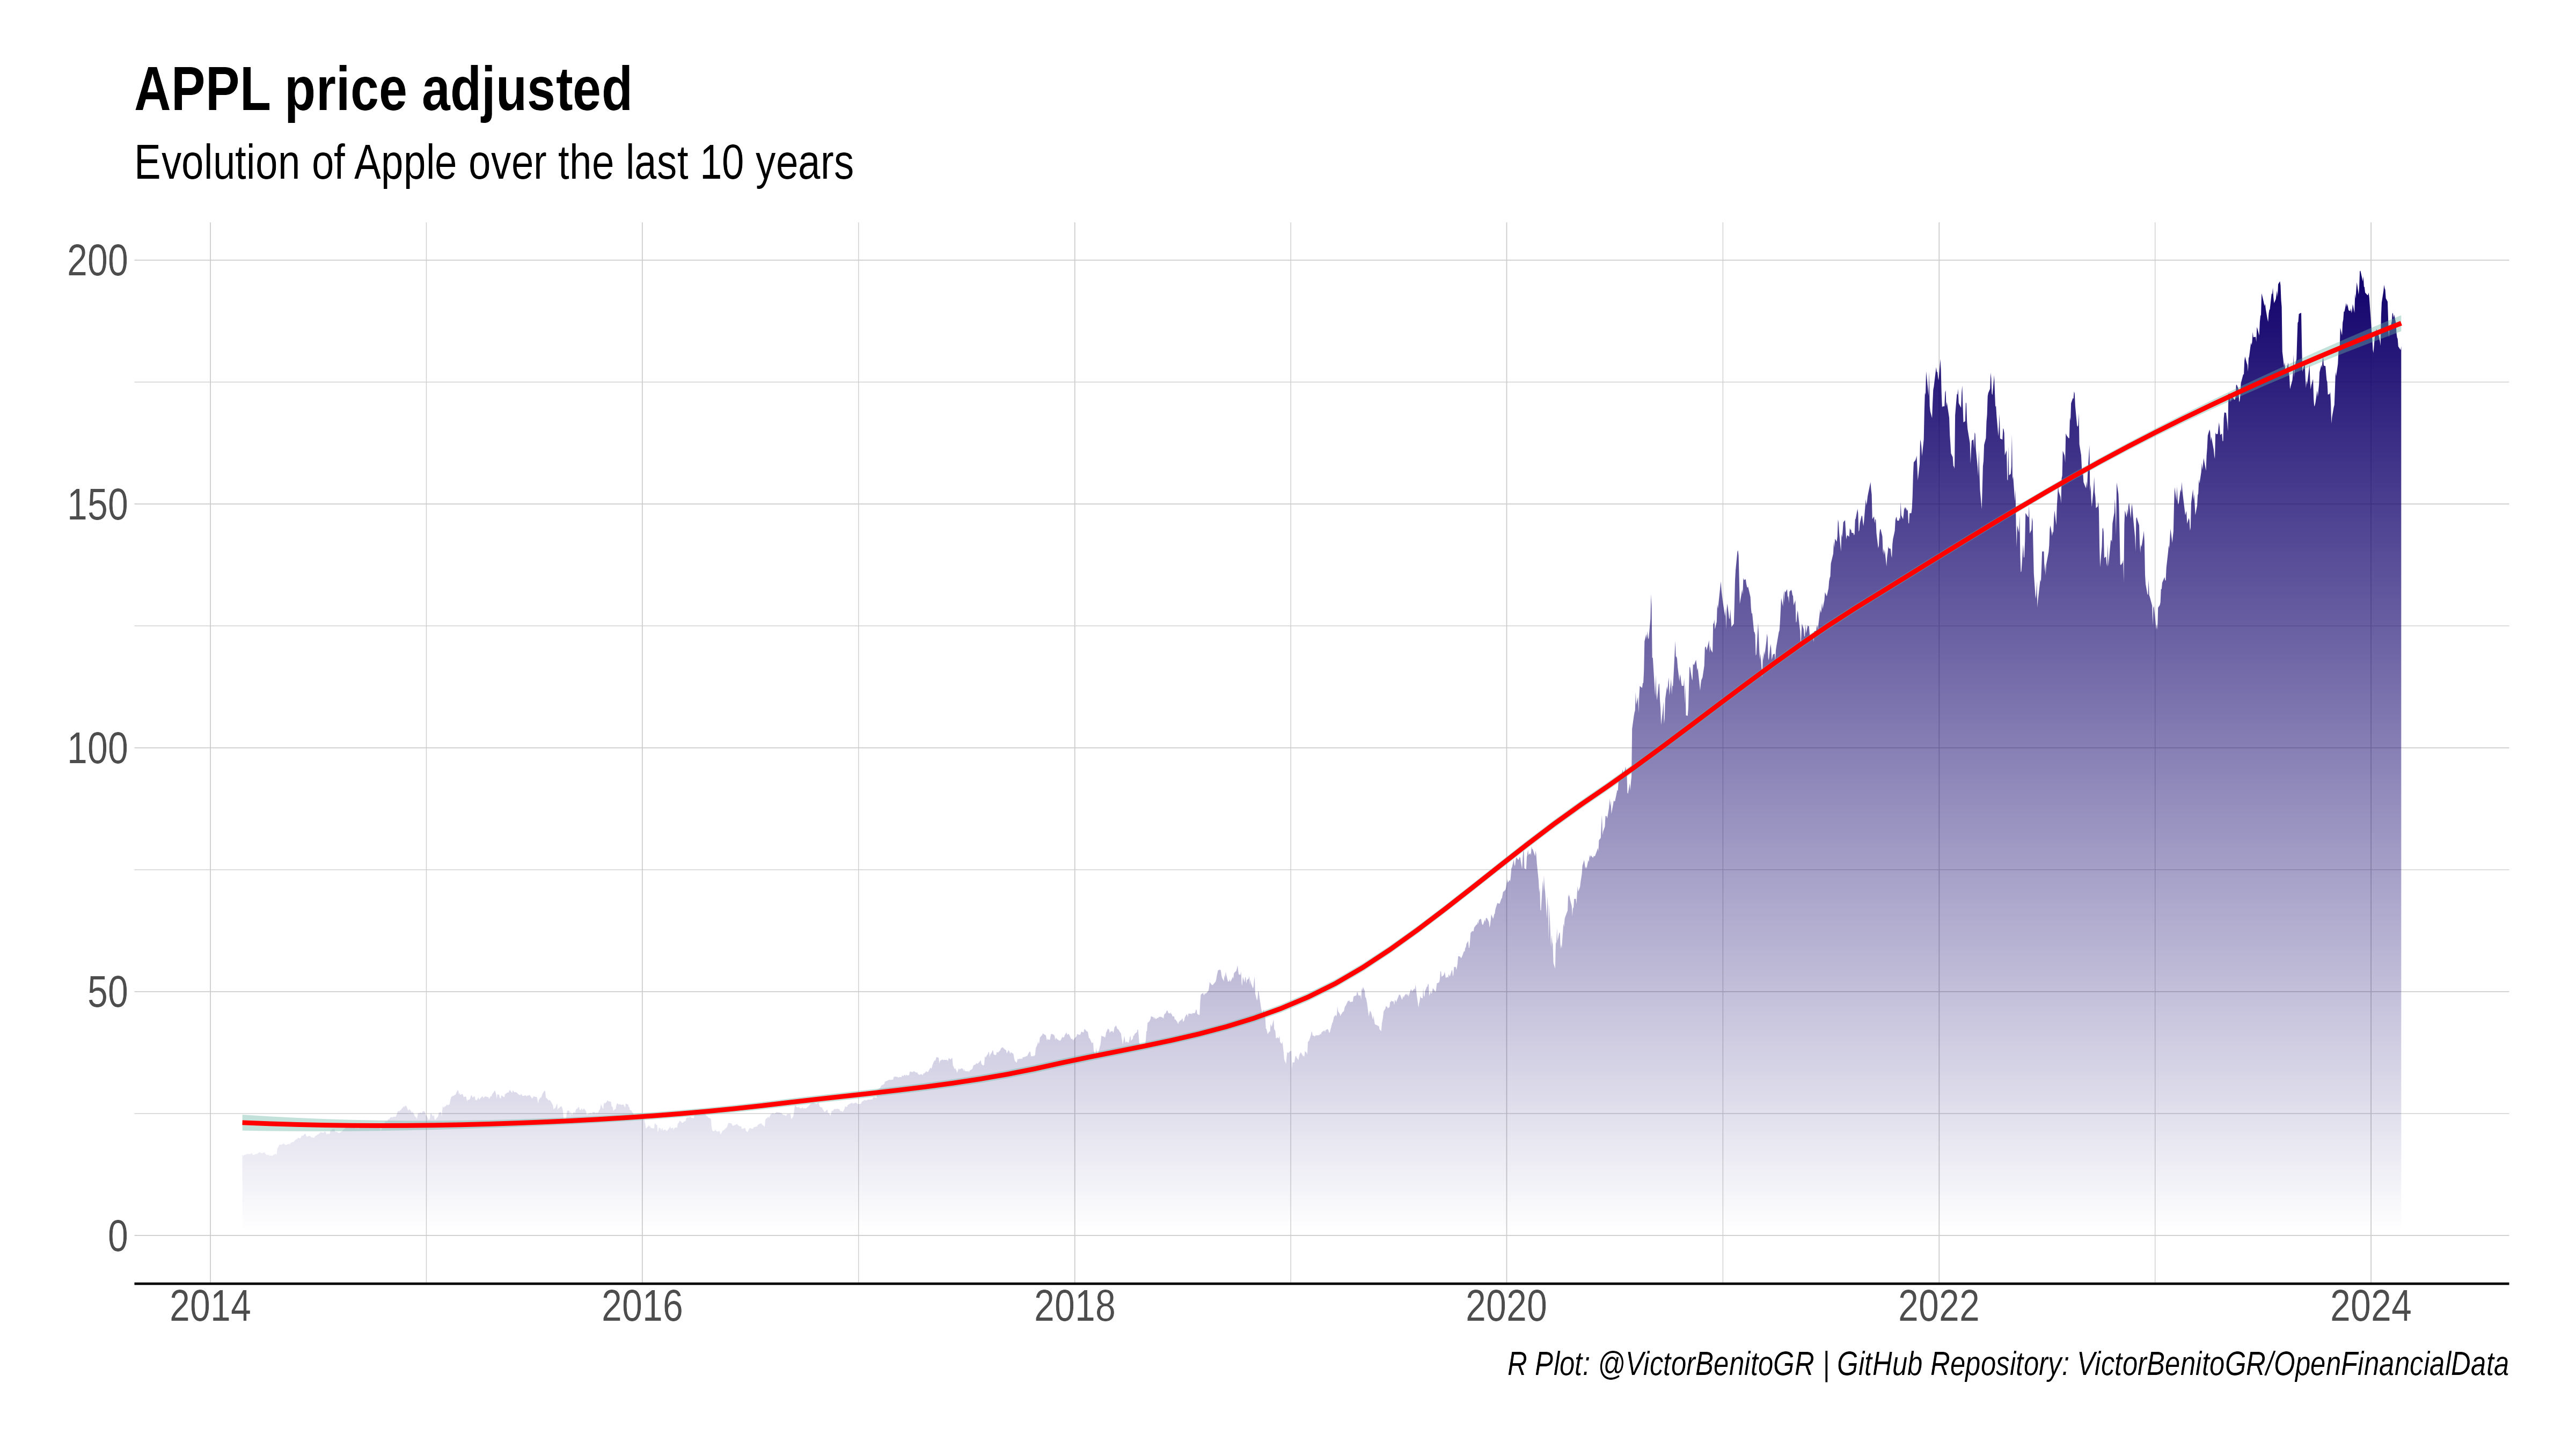 APPL price adjusted
Evolution of Apple over the last 10 years
200
150
100
50
0
2014 2016 2018 2020 2022 2024
R Plot: @VictorBenitoGR | GitHub Repository: VictorBenitoGR/OpenFinancialData